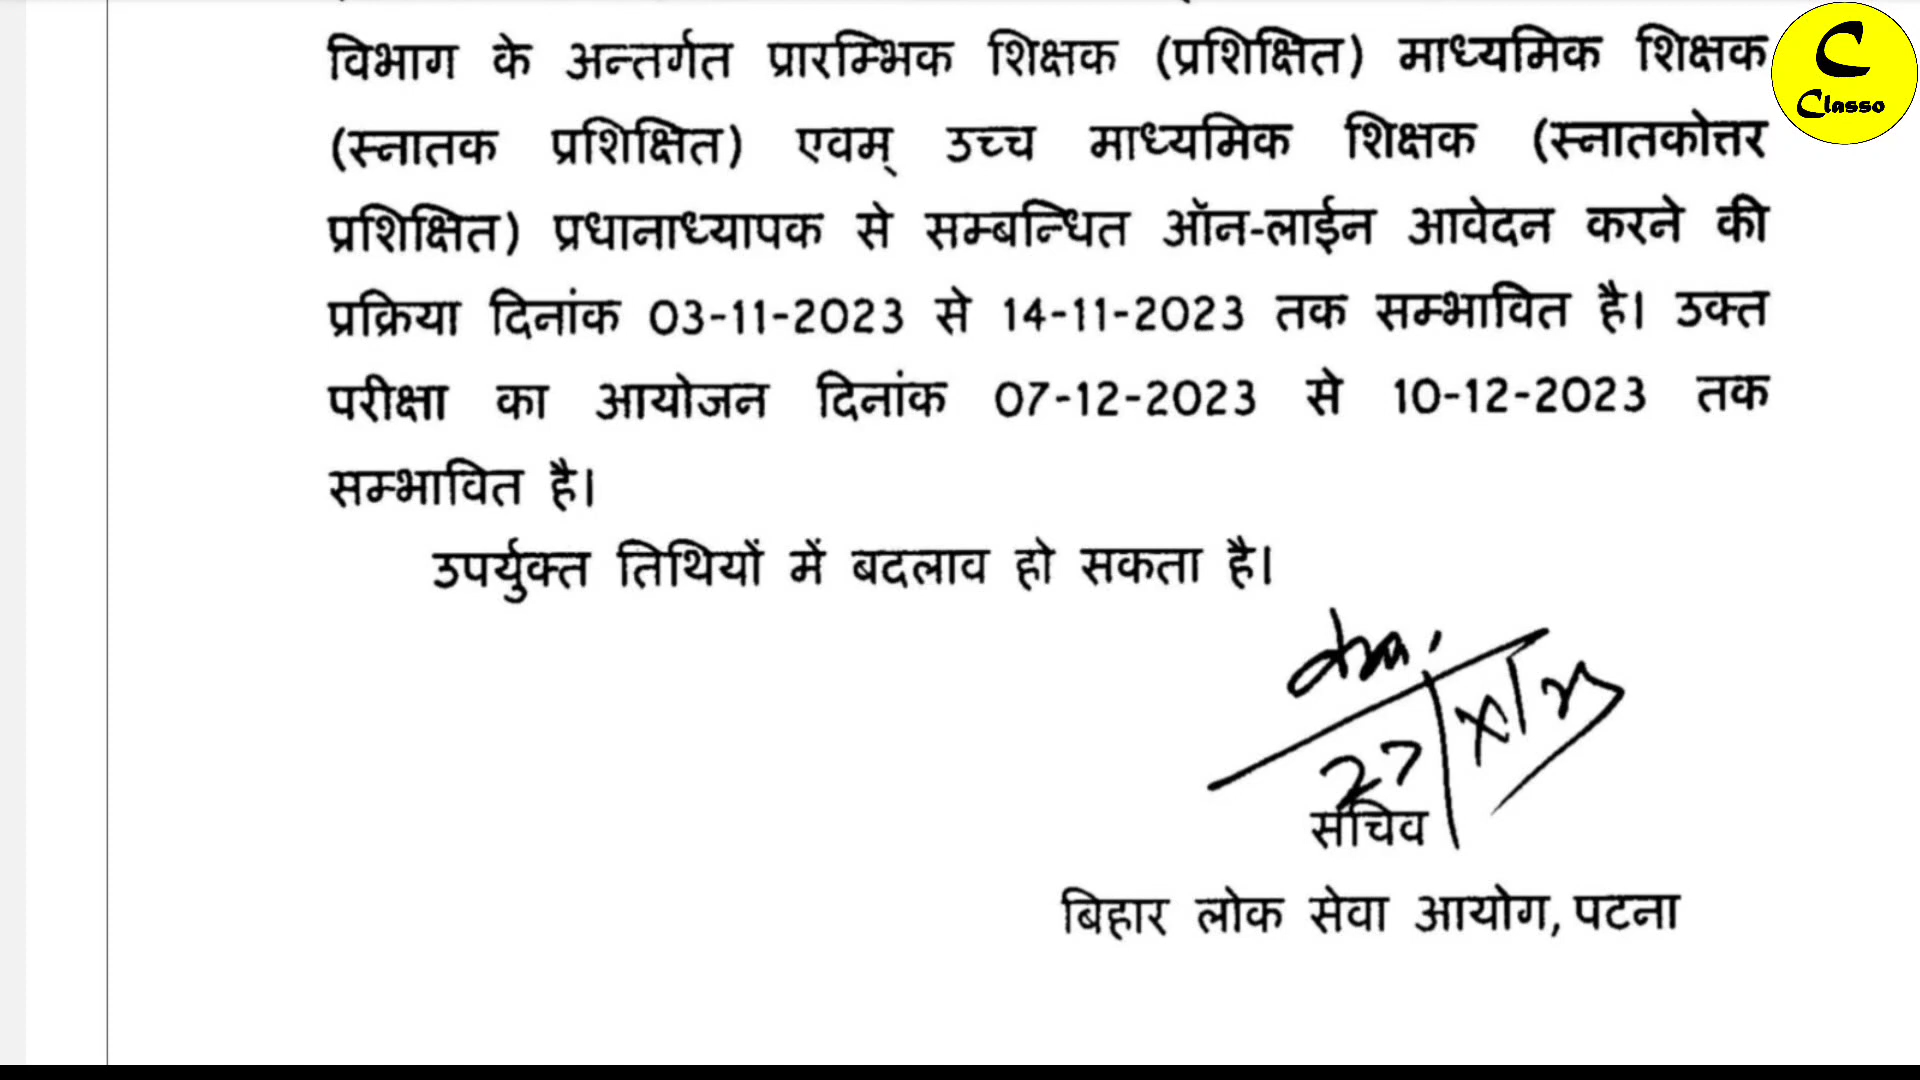 विभाग के अन्तर्गत प्रारम्भिक शिक्षक (प्रशिक्षित) माध्यमिक शिक्षक
(स्नातक प्रशिक्षित) एवम् उच्च माध्यमिक शिक्षक (स्नातकोत्तर
प्रशिक्षित) प्रधानाध्यापक से सम्बन्धित ऑन-लाईन आवेदन करने की
प्रक्रिया दिनांक 03-11-2023 से 14-11-2023 तक सम्भावित है। उक्त
परीक्षा का आयोजन दिनांक 07-12-2023 से 10-12-2023 तक
सम्भावित है।
उपर्युक्त तिथियों में बदलाव हो सकता है।
27
सचिव
बिहार लोक सेवा आयोग, पटना
C
Classo